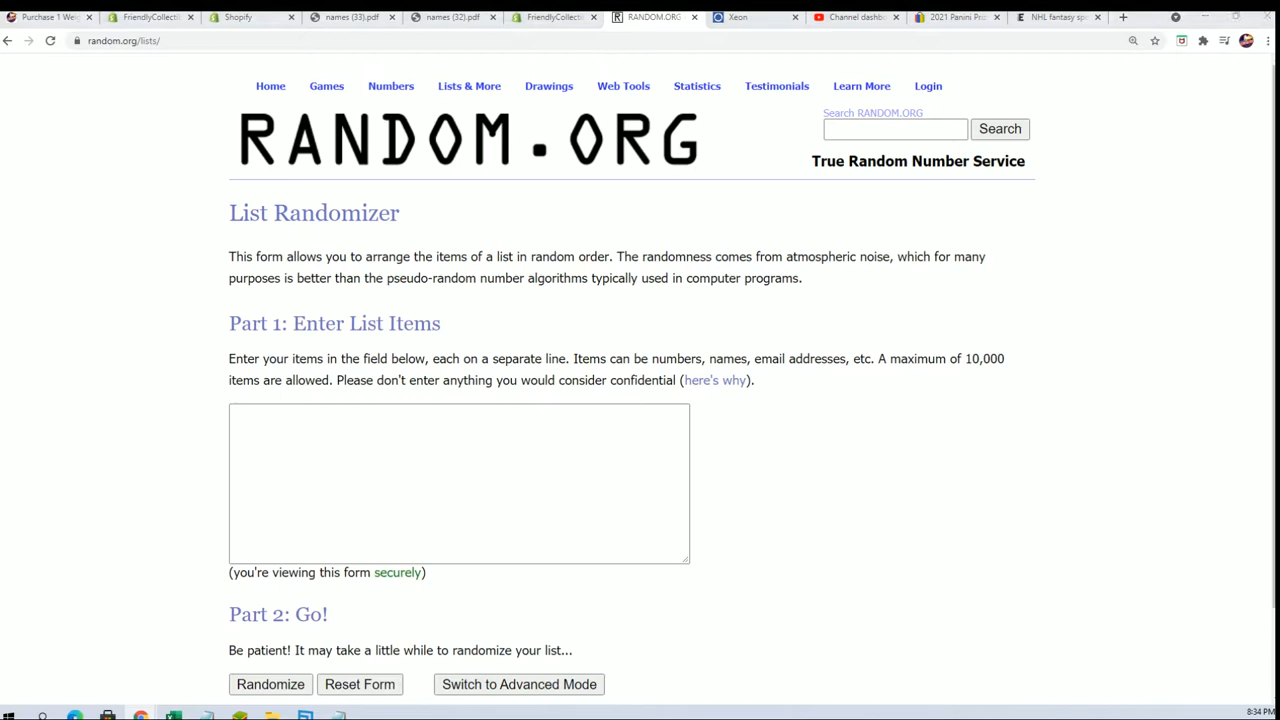 Purchase 1 Weig
FriendlyCollecti
Shopify
names (33).pdf
names (32).pdf
FriendlyCollecti
RANDOM.ORG
Xeon
Channel dashb
2021 Panini Pri
NHL fantasy sp
random.org/lists/
Home
Games
Numbers
Lists & More
Drawings
Web Tools
Statistics
Testimonials
Learn More
Login
RANDOM.ORG
Search RANDOM.ORG
Search
True Random Number Service
List Randomizer
This form allows you to arrange the items of a list in random order. The randomness comes from atmospheric noise, which for many
purposes is better than the pseudo-random number algorithms typically used in computer programs.
Part 1: Enter List Items
Enter your items in the field below, each on a separate line. Items can be numbers, names, email addresses, etc. A maximum of 10,000
items are allowed. Please don't enter anything you would consider confidential (here's why).
(you're viewing this form securely)
Part 2: Go!
Be patient! It may take a little while to randomize your list...
Randomize
Reset Form
Switch to Advanced Mode
8:34 PM